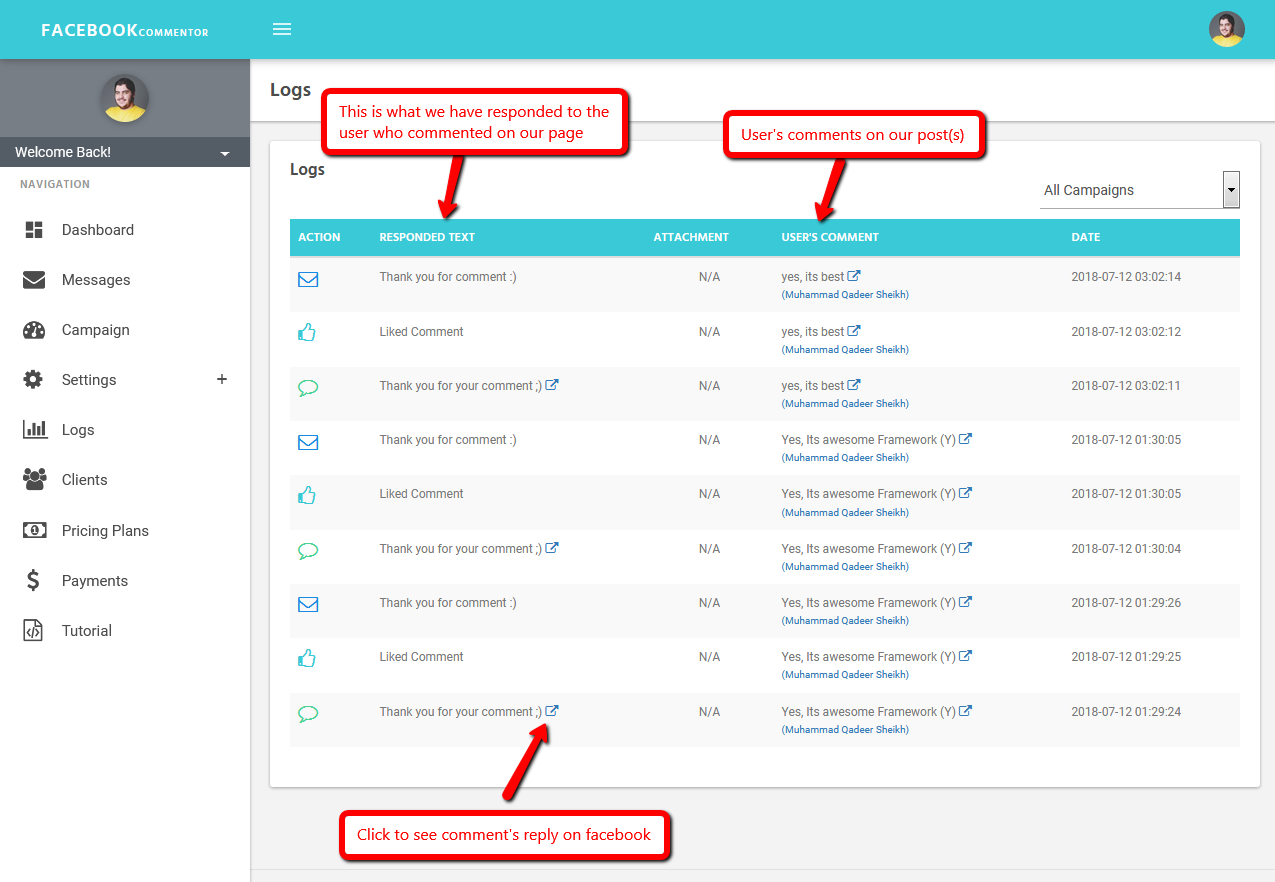 FACEBOOKCOMMENTOR
Welcome Back!
NAVIGATION
Dashboard
Messages
Campaign
Settings +
Logs
Clients
Pricing Plans
Payments
Tutorial
Logs
This is what we have responded to the
user who commented on our page
User's comments on our post(s)
Logs
All Campaigns
ACTION RESPONDED TEXT ATTACHMENT USER'S COMMENT DATE
Thank you for comment :) N/A yes, its best 2018-07-12 03:02:14
(Muhammad Qadeer Sheikh)
Liked Comment N/A yes, its best 2018-07-12 03:02:12
(Muhammad Qadeer Sheikh)
Thank you for your comment ;) N/A yes, its best 2018-07-12 03:02:11
(Muhammad Qadeer Sheikh)
Thank you for comment :) N/A Yes, Its awesome Framework (Y) 2018-07-12 01:30:05
(Muhammad Qadeer Sheikh)
Liked Comment N/A Yes, Its awesome Framework (Y) 2018-07-12 01:30:05
(Muhammad Qadeer Sheikh)
Thank you for your comment ;) N/A Yes, Its awesome Framework (Y) 2018-07-12 01:30:04
(Muhammad Qadeer Sheikh)
Thank you for comment :) N/A Yes, Its awesome Framework (Y) 2018-07-12 01:29:26
(Muhammad Qadeer Sheikh)
Liked Comment N/A Yes, Its awesome Framework (Y) 2018-07-12 01:29:25
(Muhammad Qadeer Sheikh)
Thank you for your comment ;) N/A Yes, Its awesome Framework (Y) 2018-07-12 01:29:24
(Muhammad Qadeer Sheikh)
Click to see comment's reply on facebook